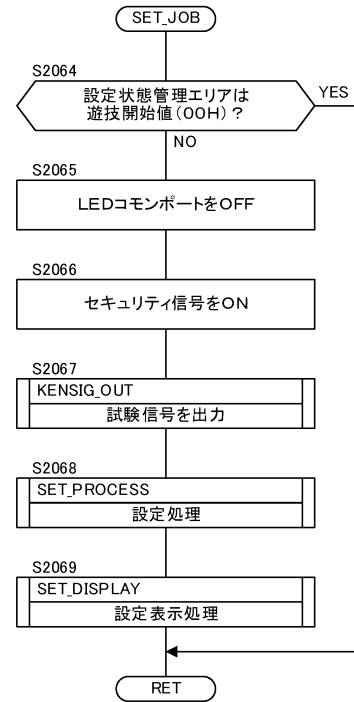 SET_JOB
S2064
設定状態管理エリアは
遊技開始値(00H)?
YES
NO
S2065
LEDコモンポートをOFF
S2066
セキュリティ信号をON
S2067
KENSIG_OUT
試験信号を出力
S2068
SET_PROCESS
設定処理
S2069
SET_DISPLAY
設定表示処理
RET